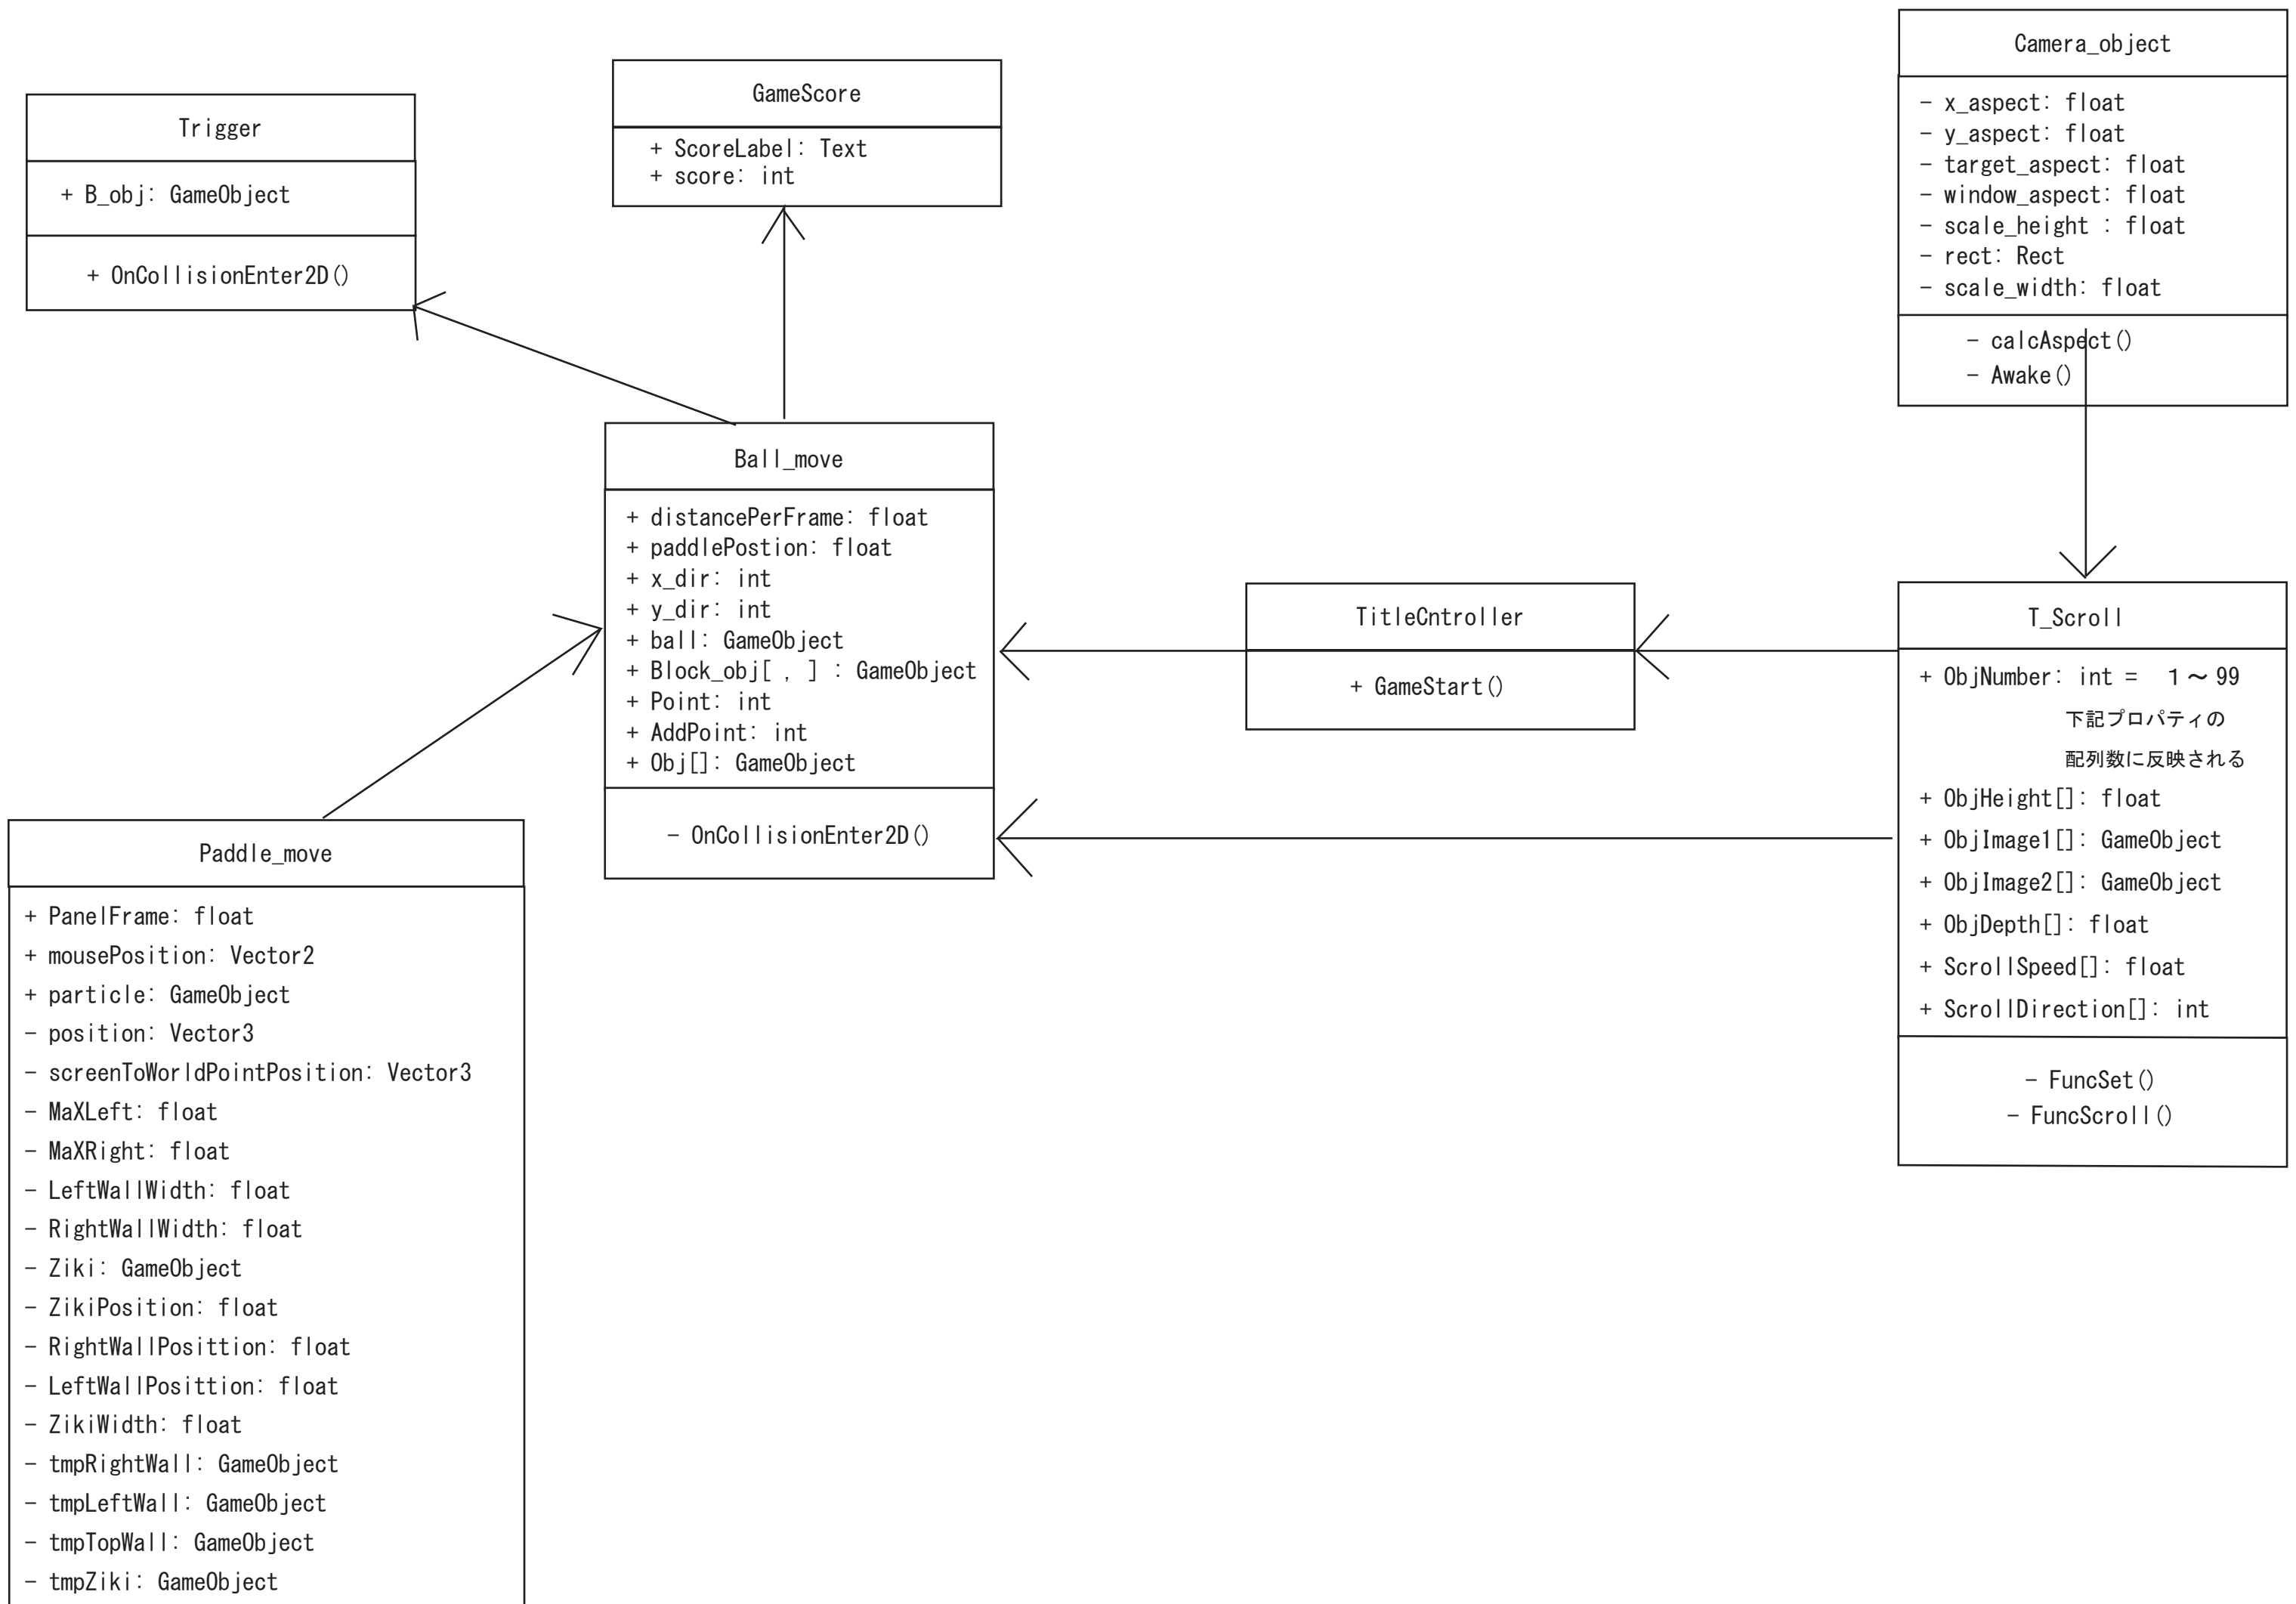 Trigger
+ B_obj: GameObject
+ OnCollisionEnter2D()
GameScore
+ ScoreLabel: Text
+ score: int
Camera_object
- x_aspect: float
- y_aspect: float
- target_aspect: float
- window_aspect: float
- scale_height : float
- rect: Rect
- scale_width: float
- calcAspect()
- Awake()
Ball_move
+ distancePerFrame: float
+ paddlePostion: float
+ x_dir: int
+ y_dir: int
+ ball: GameObject
+ Block_obj[ , ] : GameObject
+ Point: int
+ AddPoint: int
+ Obj[]: GameObject
- OnCollisionEnter2D()
TitleCntroller
+ GameStart()
T_Scroll
+ ObjNumber: int = 1～99
下記プロパティの
配列数に反映される
+ ObjHeight[]: float
+ ObjImage1[]: GameObject
+ ObjImage2[]: GameObject
+ ObjDepth[]: float
+ ScrollSpeed[]: float
+ ScrollDirection[]: int
- FuncSet()
- FuncScroll()
Paddle_move
+ PanelFrame: float
+ mousePosition: Vector2
+ particle: GameObject
- position: Vector3
- screenToWorldPointPosition: Vector3
- MaXLeft: float
- MaXRight: float
- LeftWallWidth: float
- RightWallWidth: float
- Ziki: GameObject
- ZikiPosition: float
- RightWallPosittion: float
- LeftWallPosittion: float
- ZikiWidth: float
- tmpRightWall: GameObject
- tmpLeftWall: GameObject
- tmpTopWall: GameObject
- tmpZiki: GameObject